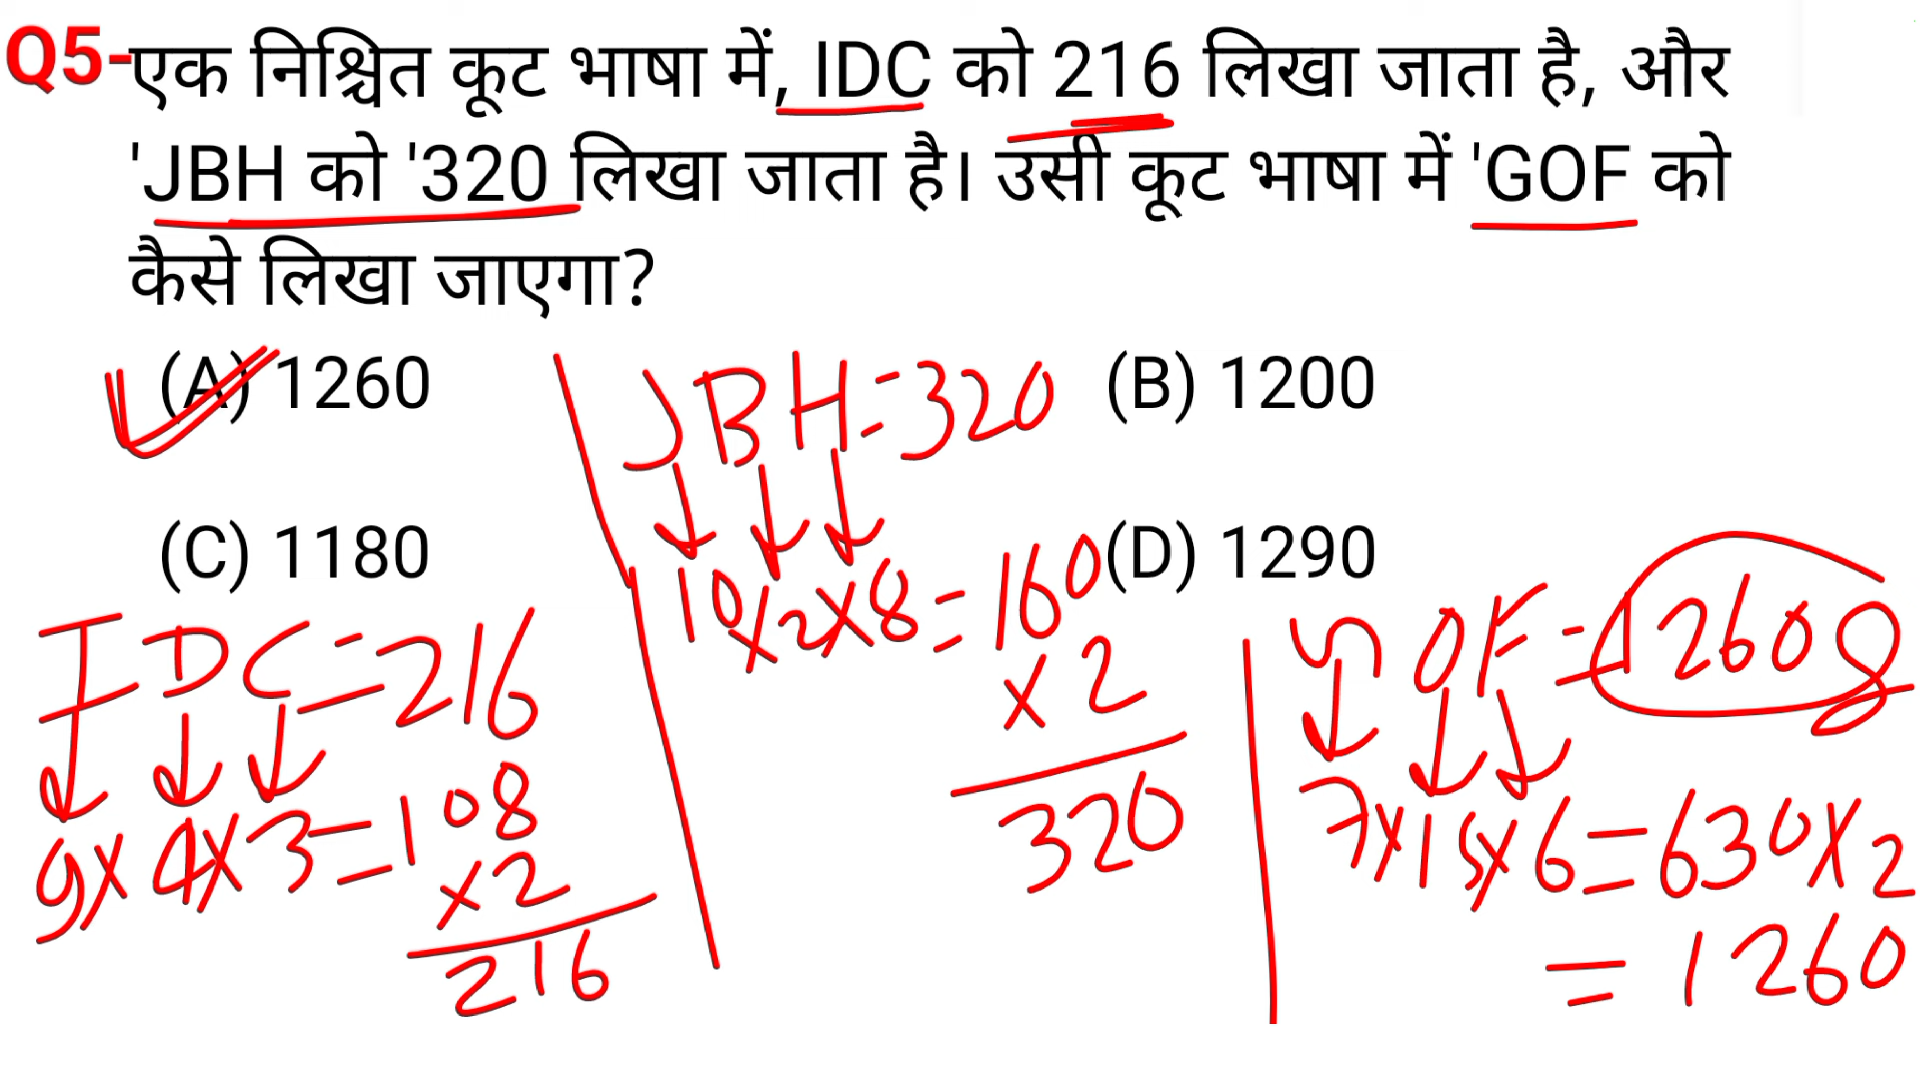 Q5-एक निश्चित कूट भाषा में, IDC को 216 लिखा जाता है, और
'JBH को '320 लिखा जाता है। उसी कूट भाषा में 'GOF को
कैसे लिखा जाएगा?
(A) 1260
(B) 1200
(C) 1180
(D) 1290
JBH=320
10×2×8=160
×2
320
IDC=216
9×4×3=108
×2
216
OF=1260
7×15×6=630×2
=1260